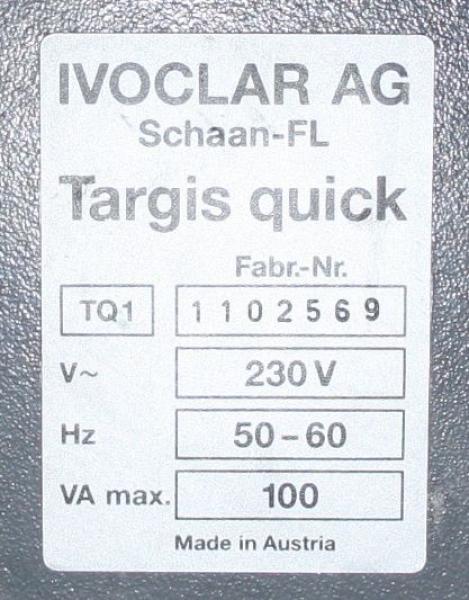 IVOCLAR AG
Schaan-FL
Targis quick
Fabr.-Nr.
TQ1 1102569
V~ 230 V
Hz 50-60
VA max. 100
Made in Austria